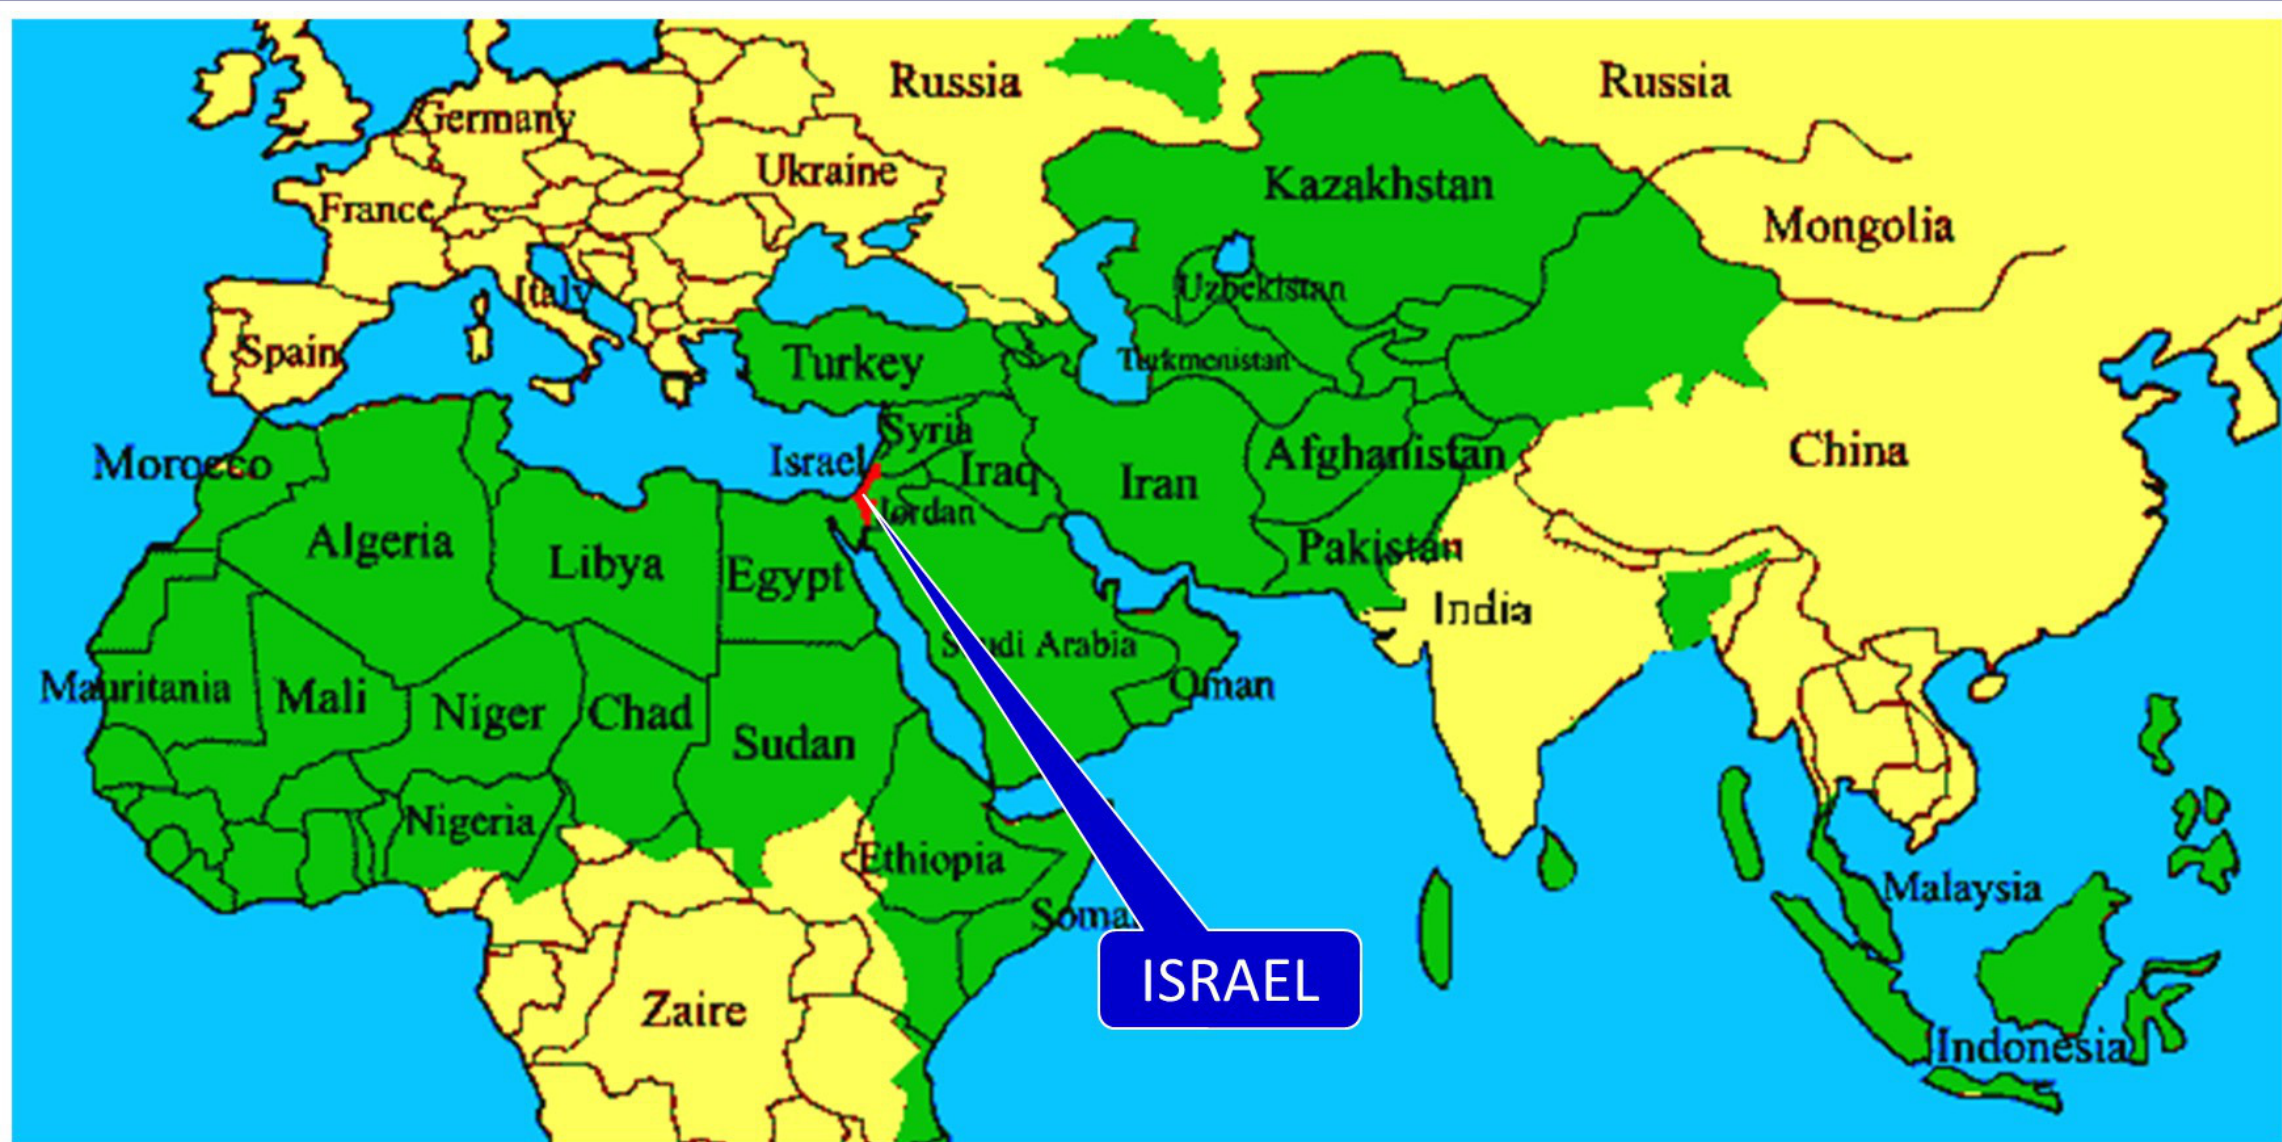 Russia
Russia
Germany
Ukraine
Kazakhstan
France
Mongolia
Italy
Uzbekistan
Spain
Turkey
Turkmenistan
Morocco
Israel
Syria
Iraq
Iran
Afghanistan
China
Algeria
Libya
Egypt
Jordan
Pakistan
India
Saudi Arabia
Oman
Mauritania
Mali
Niger
Chad
Sudan
Nigeria
Ethiopia
Malaysia
Soma
ISRAEL
Zaire
Indonesia